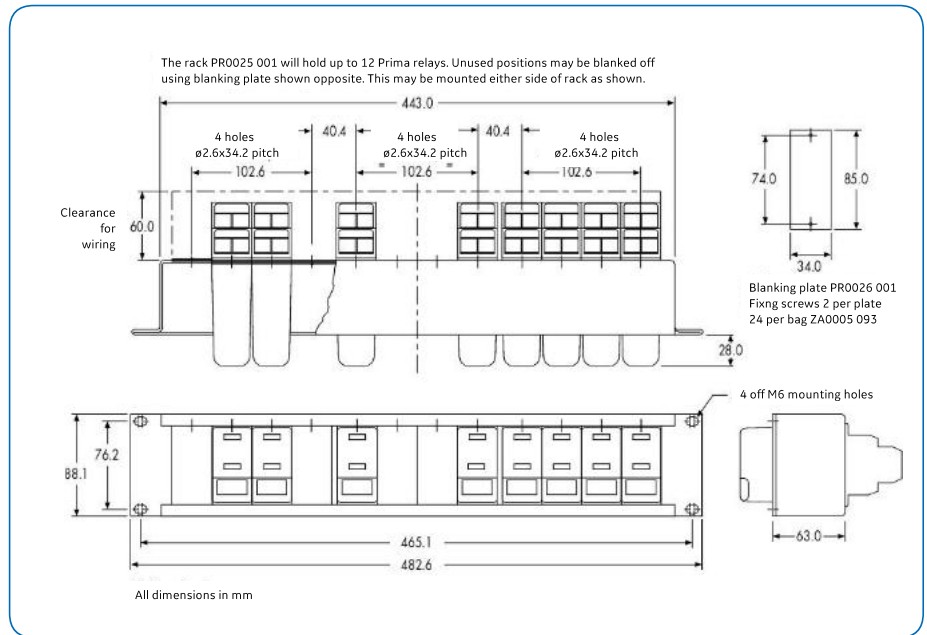 The rack PR0025 001 will hold up to 12 Prima relays. Unused positions may be blanked off
using blanking plate shown opposite. This may be mounted either side of rack as shown.
443.0
40.4
40.4
4 holes
ø2.6x34.2 pitch
102.6
4 holes
ø2.6x34.2 pitch
102.6
4 holes
ø2.6x34.2 pitch
102.6
Clearance
for
wiring
60.0
28.0
74.0
85.0
34.0
Blanking plate PR0026 001
Fixng screws 2 per plate
24 per bag ZA0005 093
4 off M6 mounting holes
88.1
76.2
465.1
482.6
63.0
All dimensions in mm